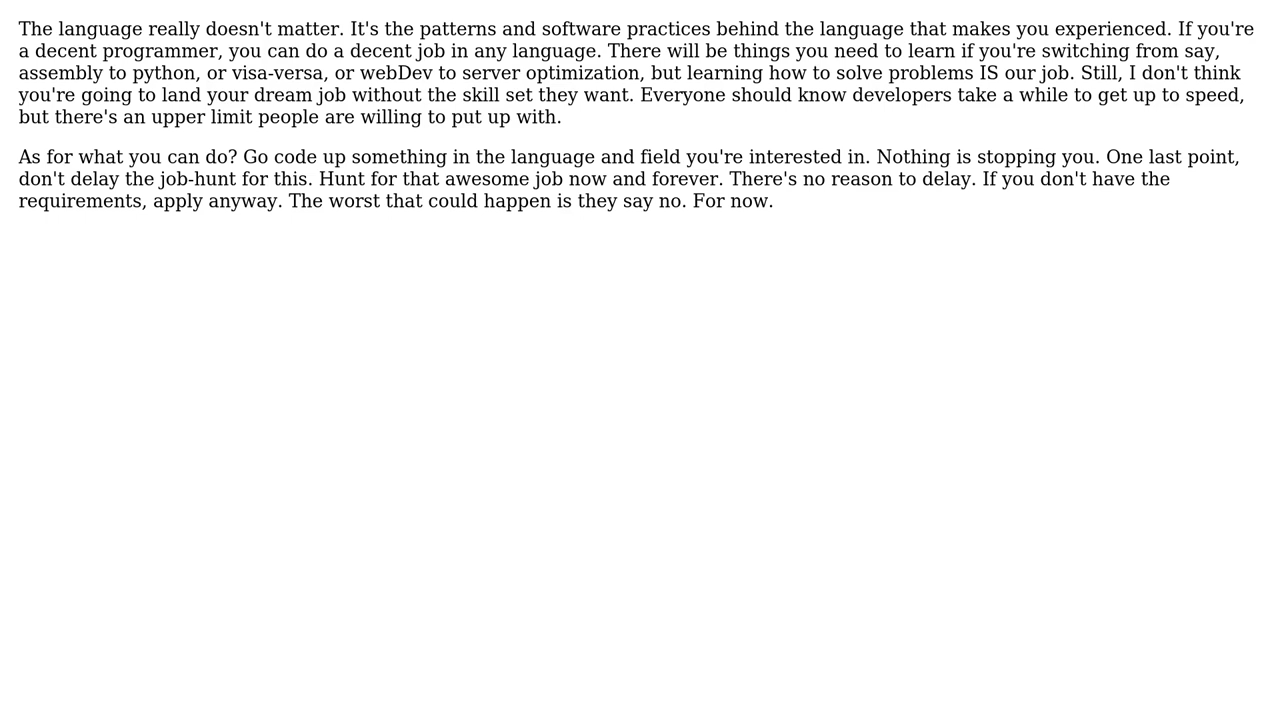 The language really doesn't matter. It's the patterns and software practices behind the language that makes you experienced. If you're
a decent programmer, you can do a decent job in any language. There will be things you need to learn if you're switching from say,
assembly to python, or visa-versa, or webDev to server optimization, but learning how to solve problems IS our job. Still, I don't think
you're going to land your dream job without the skill set they want. Everyone should know developers take a while to get up to speed,
but there's an upper limit people are willing to put up with.
As for what you can do? Go code up something in the language and field you're interested in. Nothing is stopping you. One last point,
don't delay the job-hunt for this. Hunt for that awesome job now and forever. There's no reason to delay. If you don't have the
requirements, apply anyway. The worst that could happen is they say no. For now.